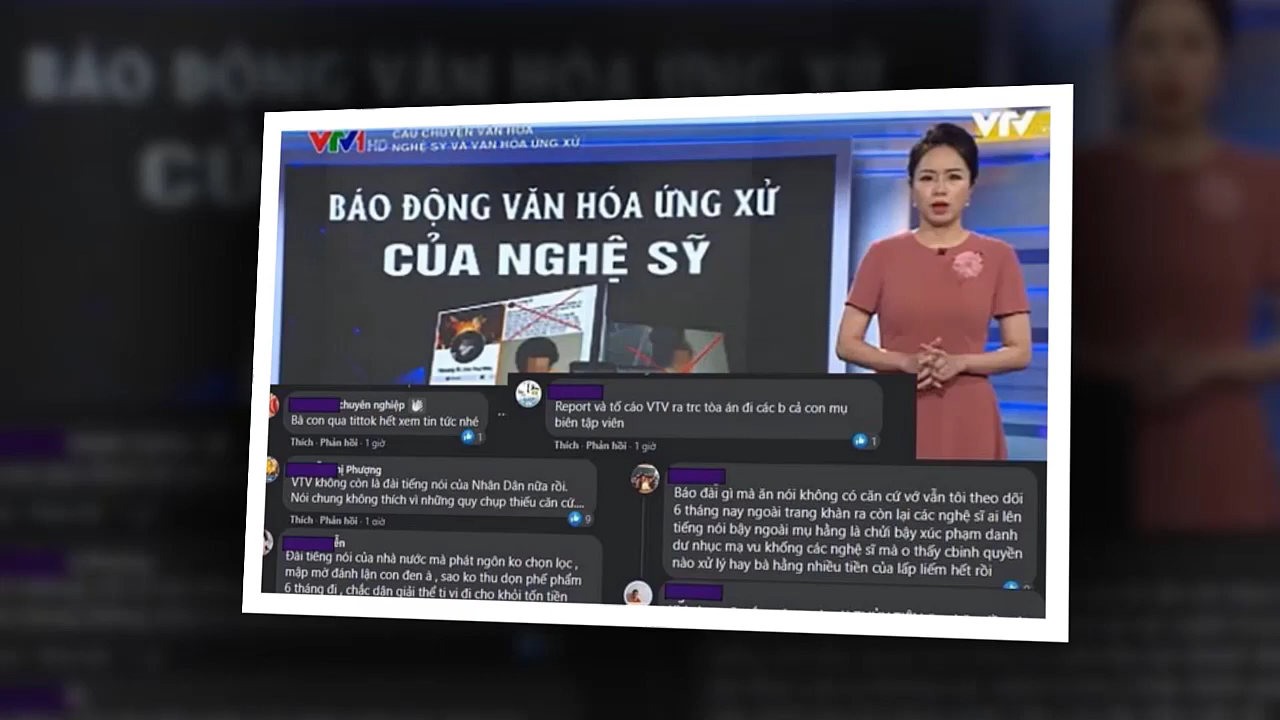 VTV1 HD
CÂU CHUYỆN VĂN HÓA
NGHỆ SỸ VÀ VĂN HÓA ỨNG XỬ
VTV
BÁO ĐỘNG VĂN HÓA ỨNG XỬ
CỦA NGHỆ SỸ
chuyên nghiệp
Bà con qua tittok hết xem tin tức nhé
Thích · Phản hồi · 1 giờ
1
Report và tố cáo VTV ra trc tòa án đi các b cả con mụ
biên tập viên
Thích · Phản hồi · 1 giờ
1
Phượng
VTV không còn là đài tiếng nói của Nhân Dân nữa rồi.
Nói chung không thích vì những quy chụp thiếu căn cứ....
Thích · Phản hồi · 1 giờ
9
Đài tiếng nói của nhà nước mà phát ngôn ko chọn lọc ,
mập mờ đánh lận con đen à , sao ko thu dọn phế phẩm
6 tháng đi , chắc dân giải thể ti vi đi cho khỏi tốn tiền
Báo đài gì mà ăn nói không có căn cứ vớ vẫn tôi theo dõi
6 tháng nay ngoài trang khàn ra còn lại các nghệ sĩ ai lên
tiếng nói bậy ngoài mụ hằng là chửi bậy xúc phạm danh
dư nhục mạ vu khống các nghệ sĩ mà o thấy cbinh quyền
nào xử lý hay bà hằng nhiều tiền của lấp liếm hết rồi